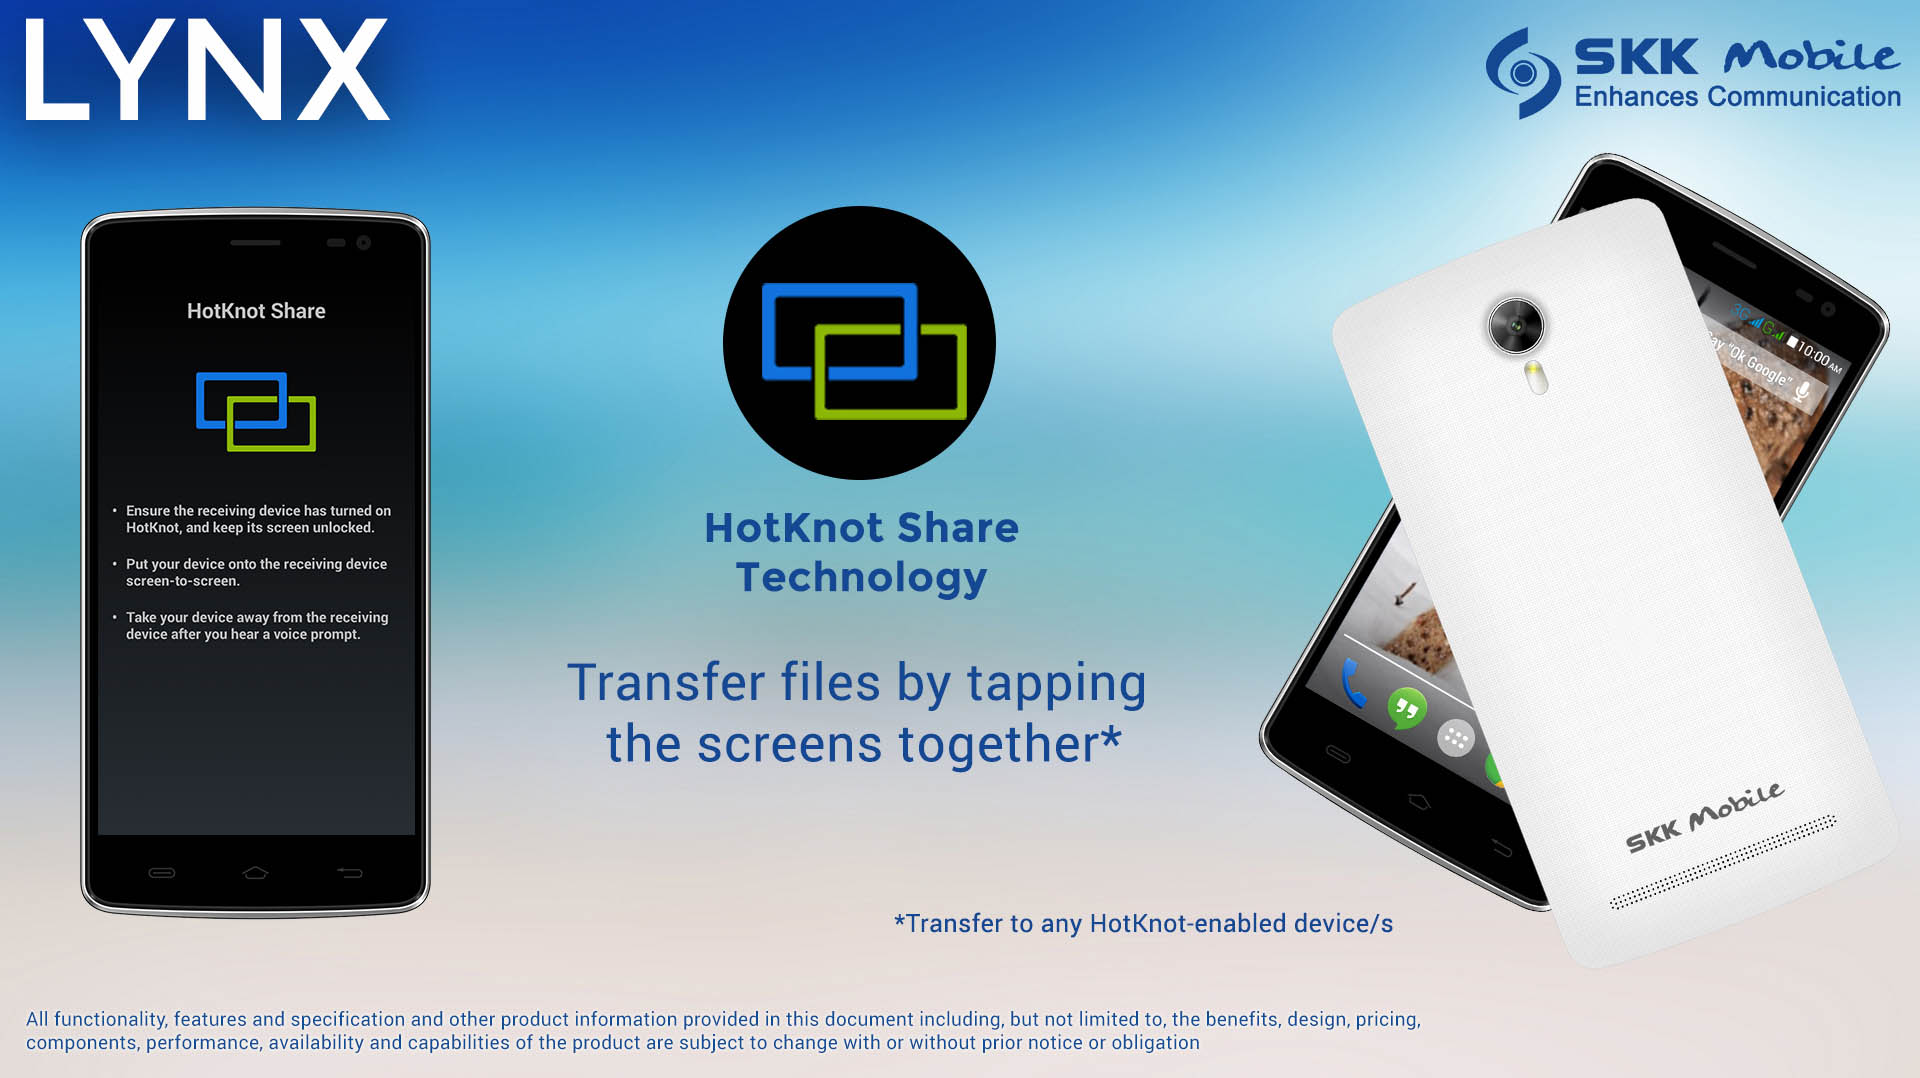 LYNX
SKK Mobile
Enhances Communication
HotKnot Share
• Ensure the receiving device has turned on
HotKnot, and keep its screen unlocked.
• Put your device onto the receiving device
screen-to-screen.
• Take your device away from the receiving
device after you hear a voice prompt.
HotKnot Share
Technology
Transfer files by tapping
the screens together*
3G G 10:00 AM
"Ok Google"
SKK Mobile
*Transfer to any HotKnot-enabled device/s
All functionality, features and specification and other product information provided in this document including, but not limited to, the benefits, design, pricing,
components, performance, availability and capabilities of the product are subject to change with or without prior notice or obligation